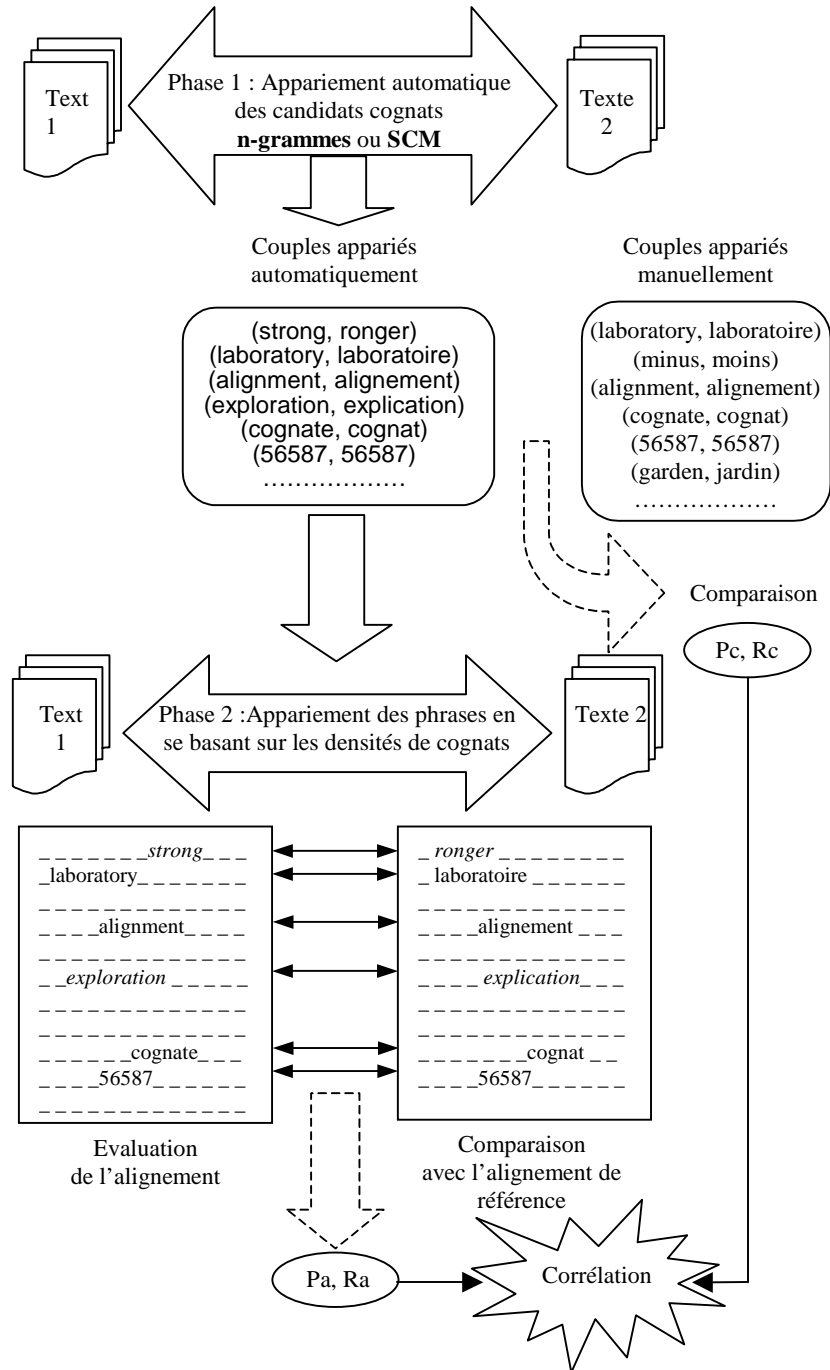 Text
1
Phase 1 : Appariement automatique
des candidats cognats
n-grammes ou SCM
Texte
2
Couples appariés
automatiquement
(strong, ronger)
(laboratory, laboratoire)
(alignment, alignement)
(exploration, explication)
(cognate, cognat)
(56587, 56587)
………………
Couples appariés
manuellement
(laboratory, laboratoire)
(minus, moins)
(alignment, alignement)
(cognate, cognat)
(56587, 56587)
(garden, jardin)
………………
Comparaison
Pc, Rc
Text
1
Phase 2 :Appariement des phrases en
se basant sur les densités de cognats
Texte 2
_ _ _ _ _ _ _strong_ _ _
_laboratory_ _ _ _ _ _ _
_ _ _ _ _ _ _ _ _ _ _ _ _
_ _ _ _alignment_ _ _ _
_ _ _ _ _ _ _ _ _ _ _ _ _
_ _exploration _ _ _ _ _
_ _ _ _ _ _ _ _ _ _ _ _ _
_ _ _ _ _ _ _ _ _ _ _ _ _
_ _ _ _ _ _cognate_ _ _
_ _ _ _56587_ _ _ _ _ _
_ _ _ _ _ _ _ _ _ _ _ _ _
_ ronger _ _ _ _ _ _ _ _
_ laboratoire _ _ _ _ _ _
_ _ _ _ _ _ _ _ _ _ _ _ _
_ _ _ _alignement _ _ _
_ _ _ _ _ _ _ _ _ _ _ _ _
_ _ _ _ explication_ _ _
_ _ _ _ _ _ _ _ _ _ _ _ _
_ _ _ _ _ _ _ _ _ _ _ _ _
_ _ _ _ _ _ _cognat _ _
_ _ _ _56587_ _ _ _ _ _
Evaluation
de l’alignement
Comparaison
avec l’alignement de
référence
Pa, Ra
Corrélation